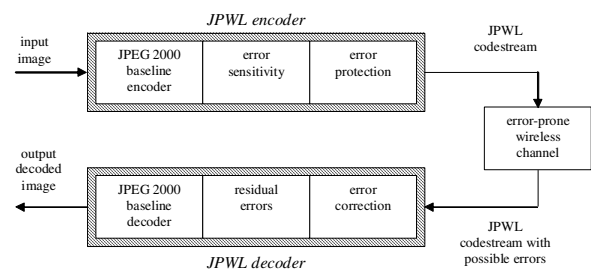 JPWL encoder
input
image
JPEG 2000
baseline
encoder
error
sensitivity
error
protection
JPWL
codestream
error-prone
wireless
channel
output
decoded
image
JPEG 2000
baseline
decoder
residual
errors
error
correction
JPWL
codestream with
possible errors
JPWL decoder